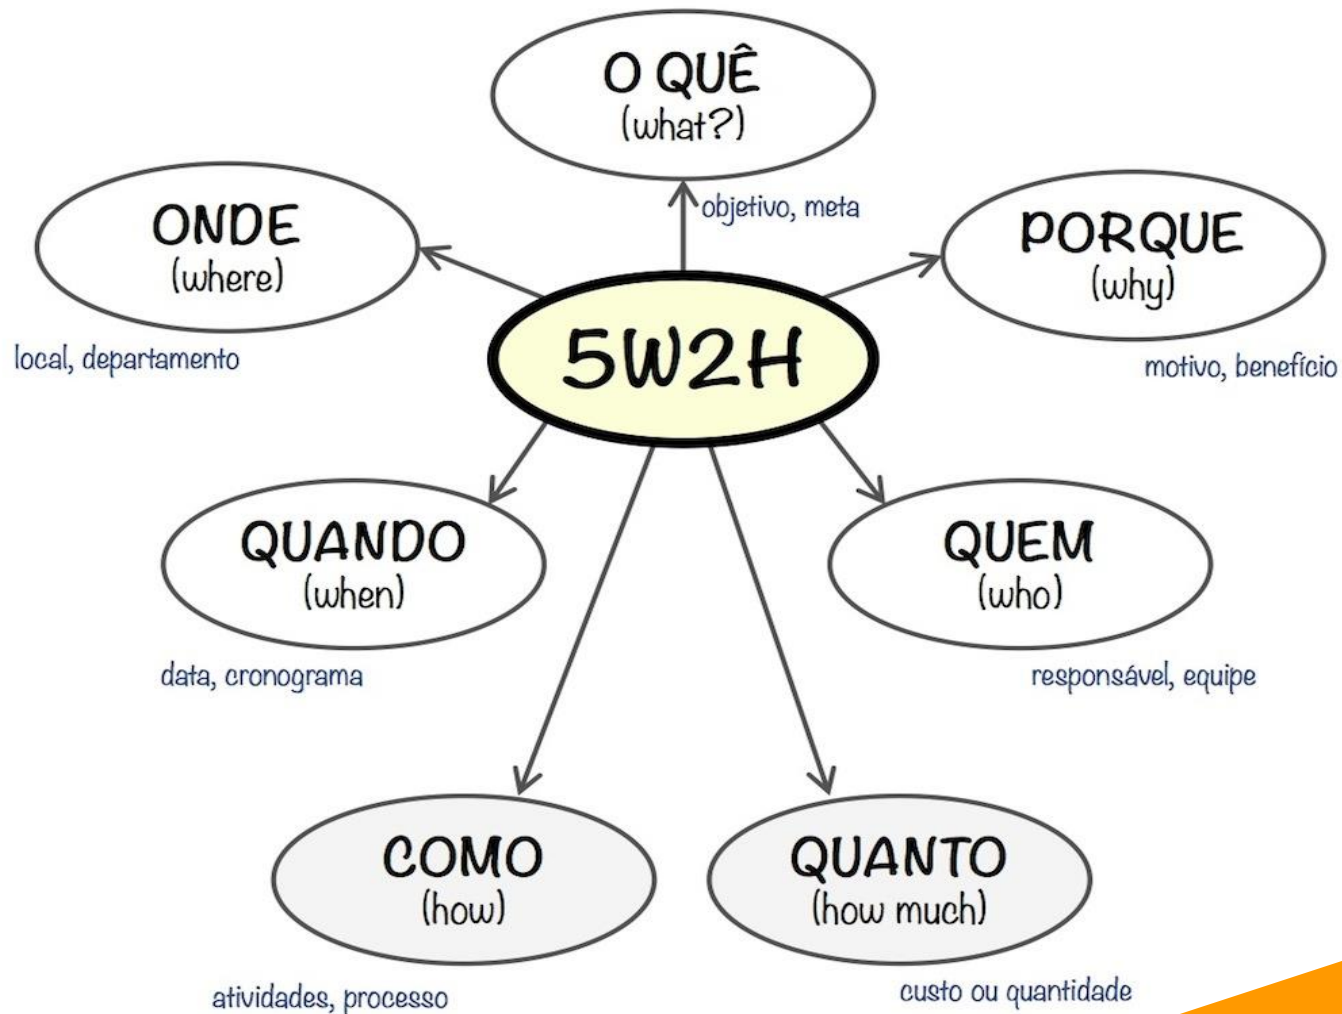 O QUÊ
(what?)
objetivo, meta
ONDE
(where)
local, departamento
PORQUE
(why)
motivo, benefício
5W2H
QUANDO
(when)
data, cronograma
QUEM
(who)
responsável, equipe
COMO
(how)
atividades, processo
QUANTO
(how much)
custo ou quantidade